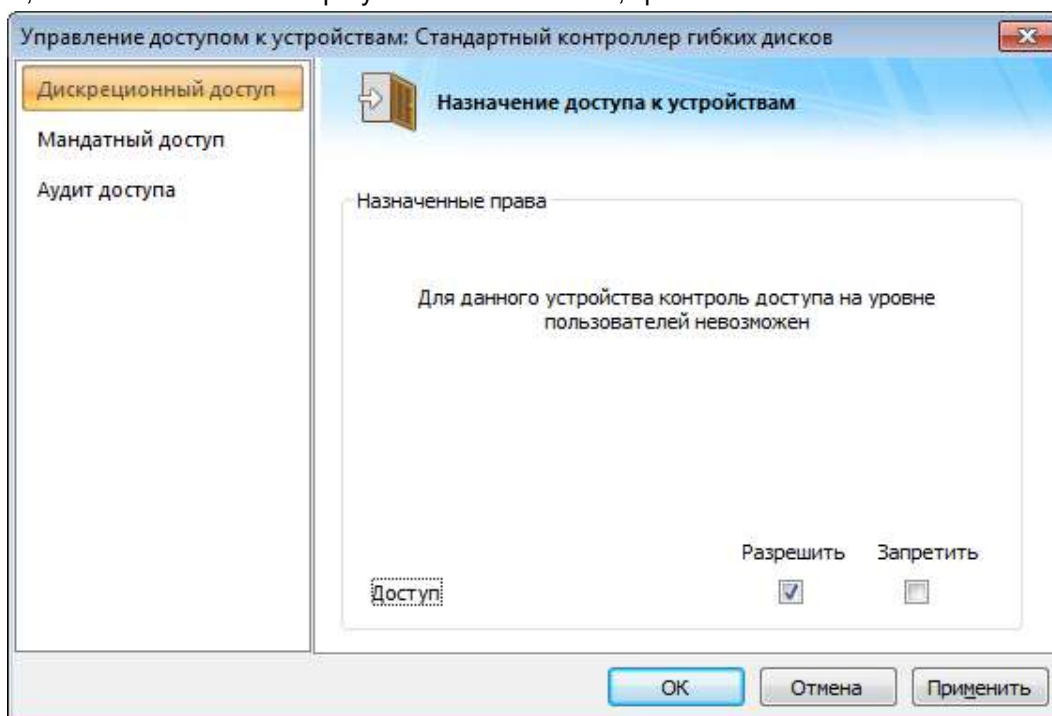 Управление доступом к устройствам: Стандартный контроллер гибких дисков
Дискреционный доступ
Мандатный доступ
Аудит доступа
Назначение доступа к устройствам
Назначенные права
Для данного устройства контроль доступа на уровне
пользователей невозможен
Разрешить Запретить
Доступ
ОК Отмена Применить